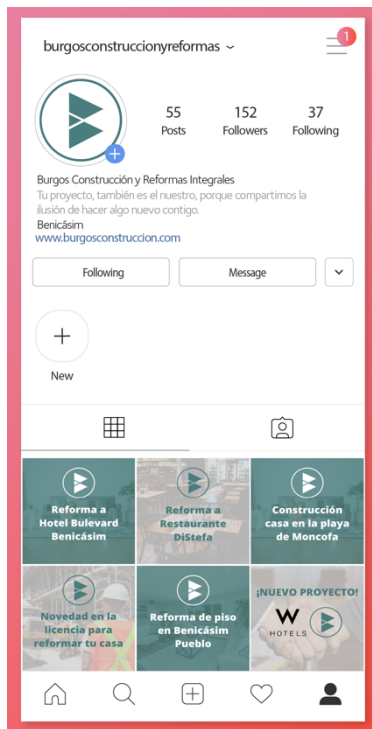 burgosconstruccionyreformas
1
55
Posts
152
Followers
37
Following
Burgos Construcción y Reformas Integrales
Tu proyecto, también es el nuestro, porque compartimos la
ilusión de hacer algo nuevo contigo.
Benicásim
www.burgosconstruccion.com
Following
Message
New
Reforma a
Hotel Bulevard
Benicásim
Reforma a
Restaurante
DiStefa
Construcción
casa en la playa
de Moncofa
Novedad en la
licencia para
reformar tu casa
Reforma de piso
en Benicásim
Pueblo
¡NUEVO PROYECTO!
W
HOTELS